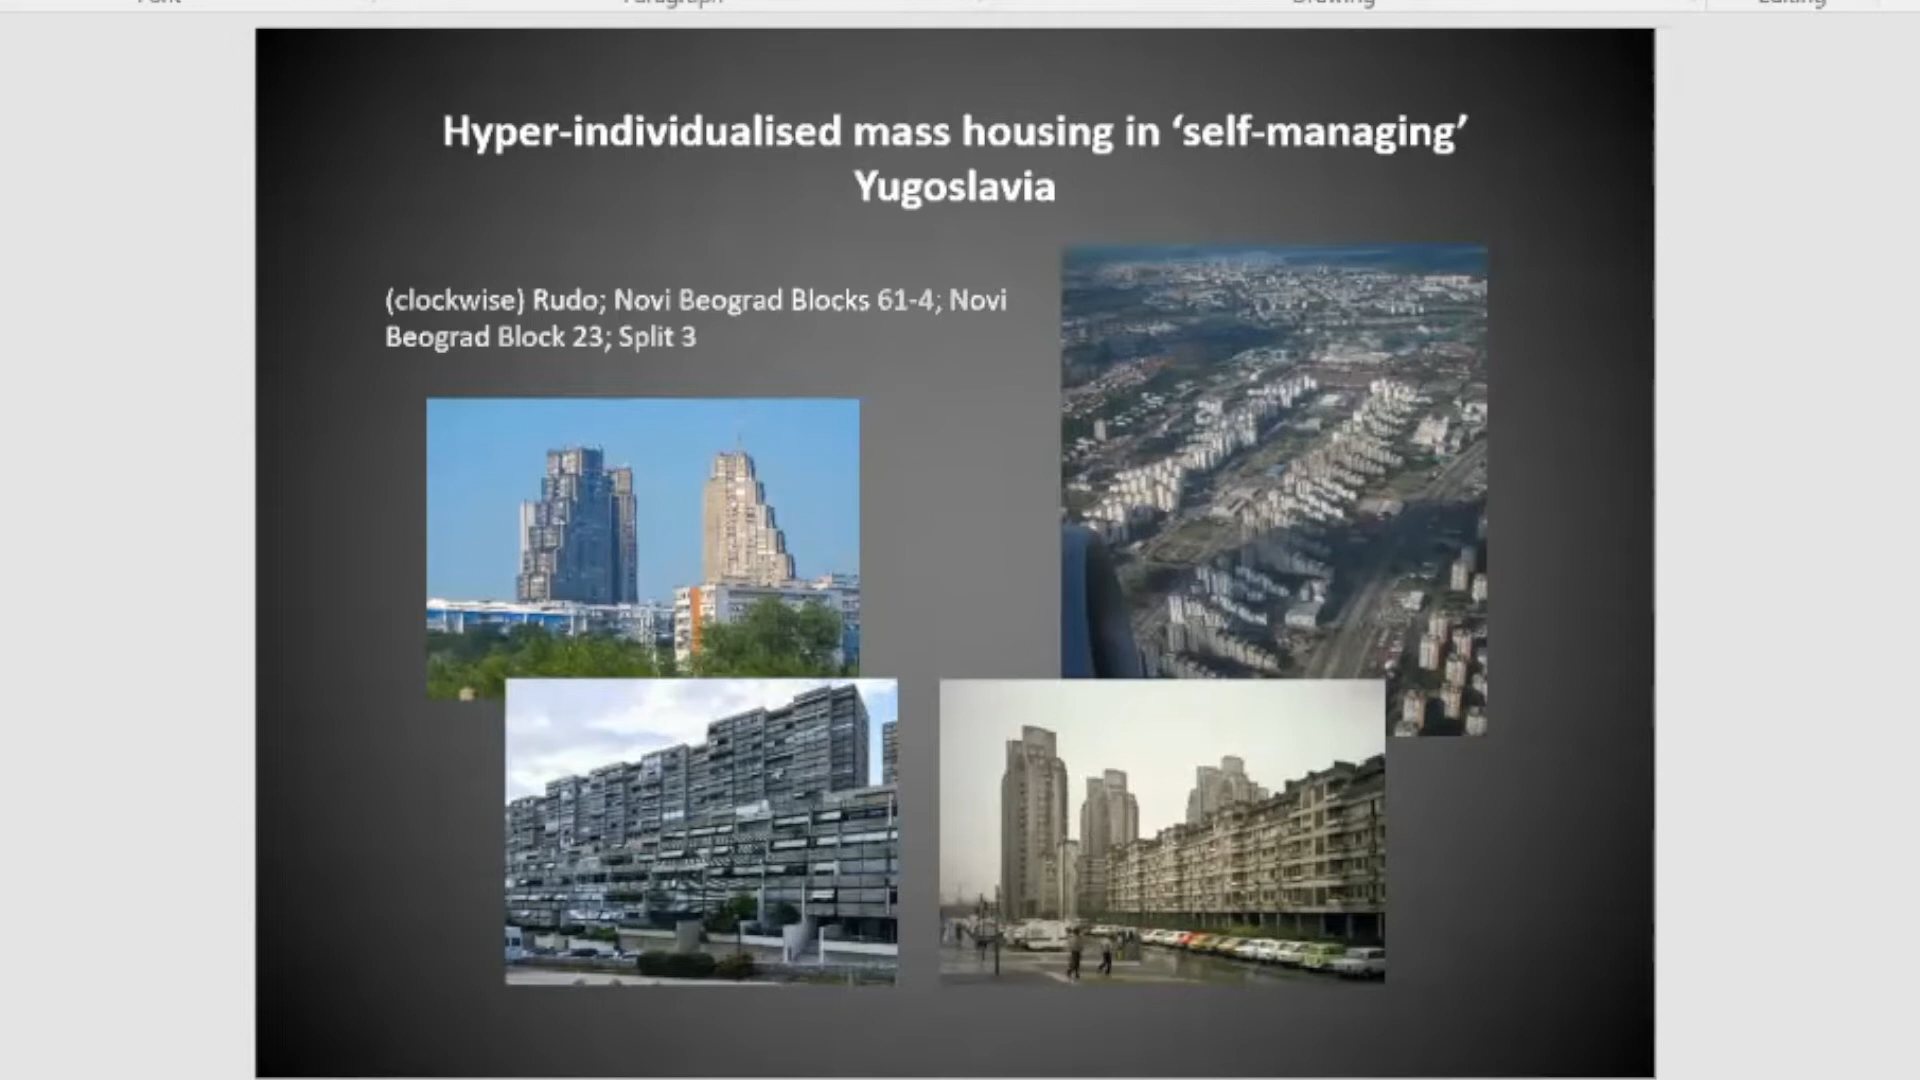 Hyper-individualised mass housing in ‘self-managing’
Yugoslavia
(clockwise) Rudo; Novi Beograd Blocks 61-4; Novi
Beograd Block 23; Split 3